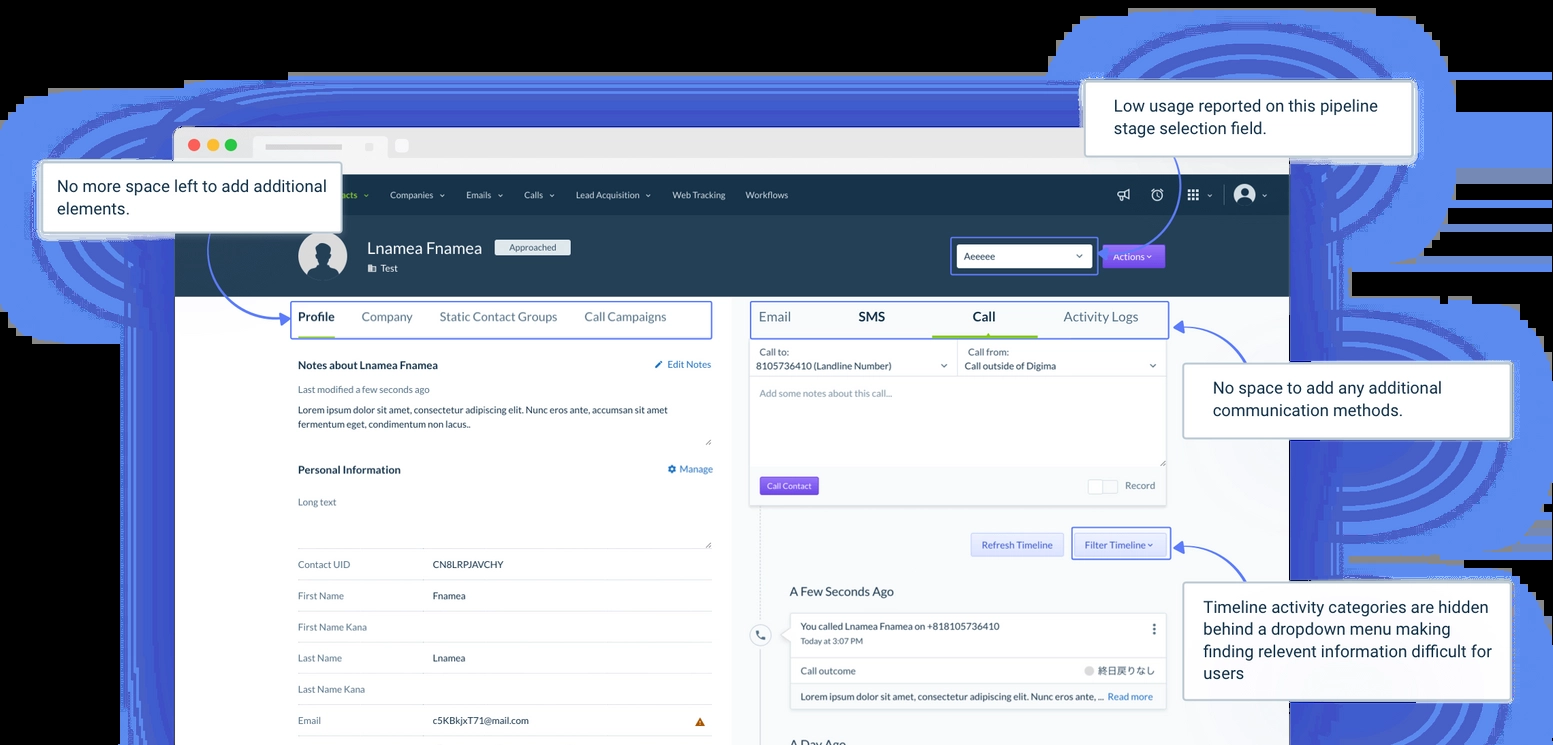 Low usage reported on this pipeline
stage selection field.
No more space left to add additional
elements.
acts Companies Emails Calls Lead Acquisition Web Tracking Workflows
Lnamea Fnamea Approached
Test
Aeeeee Actions
Profile Company Static Contact Groups Call Campaigns
Notes about Lnamea Fnamea Edit Notes
Last modified a few seconds ago
Lorem ipsum dolor sit amet, consectetur adipiscing elit. Nunc eros ante, accumsan sit amet
fermentum eget, condimentum non lacus..
Personal Information Manage
Long text
Contact UID CN8LRPJAVCHY
First Name Fnamea
First Name Kana
Last Name Lnamea
Last Name Kana
Email c5KBkjxT71@mail.com
Email SMS Call Activity Logs
Call to: Call from:
8105736410 (Landline Number) Call outside of Digima
Add some notes about this call...
Call Contact Record
Refresh Timeline Filter Timeline
A Few Seconds Ago
You called Lnamea Fnamea on +818105736410
Today at 3:07 PM
Call outcome 終日戻りなし
Lorem ipsum dolor sit amet, consectetur adipiscing elit. Nunc eros ante, ... Read more
A Day Ago
No space to add any additional
communication methods.
Timeline activity categories are hidden
behind a dropdown menu making
finding relevent information difficult for
users